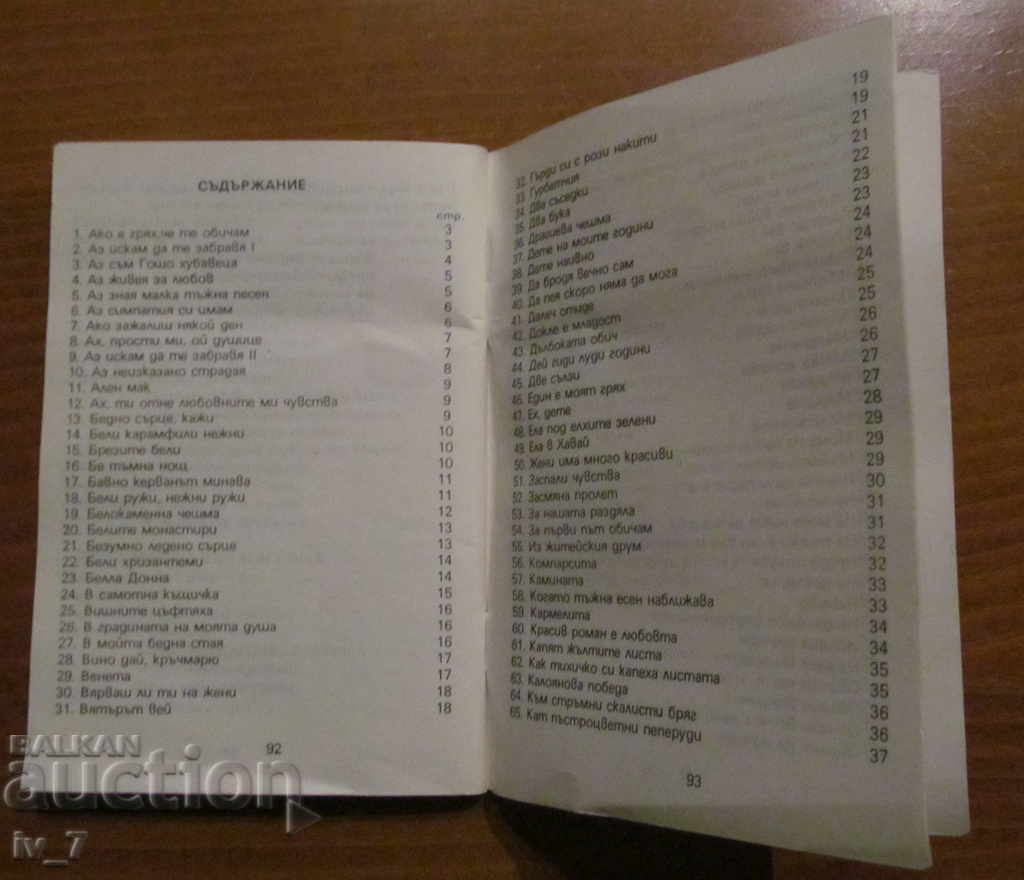 СЪДЪРЖАНИЕ
стр.
1. Ако е грях,че те обичам 3
2. Аз искам да те забравя I 3
3. Аз съм Гошо хубавеца 4
4. Аз живея за любов 5
5. Аз зная малка тъжна песен 5
6. Аз симпатия си имам 6
7. Ако зажалиш някой ден 6
8. Ах, прости ми, ой душице 7
9. Аз искам да те забравя II 7
10. Аз неизказано страдая 8
11. Ален мак 9
12. Ах, ти отне любовните ми чувства 9
13. Бедно сърце, кажи 9
14. Бели карамфили нежни 10
15. Брезите бели 10
16. Бе тъмна нощ 10
17. Бавно керванът минава 11
18. Бели ружи, нежни ружи 11
19. Белокаменна чешма 12
20. Белите монастири 13
21. Безумно ледено сърце 13
22. Бели хризантеми 14
23. Белла Донна 14
24. В самотна къщичка 15
25. Вишните цъфтяха 16
26. В градината на моята душа 16
27. В мойта бедна стая 16
28. Вино дай, кръчмарю 17
29. Венета 17
30. Вярваш ли ти на жени 18
31. Вятърът вей 18
92
32. Гърди си с рози накити 19
33. Гурбетчия 19
34. Две съседки 21
35. Два бука 21
36. Драгиева чешма 22
37. Дете на моите години 23
38. Дете наивно 23
39. Да бродя вечно сам 24
40. Да пея скоро няма да мога 24
41. Далеч отиде 24
42. Докле е младост 25
43. Дълбоката обич 25
44. Дей гиди луди години 26
45. Две сълзи 26
46. Един е моят грях 27
47. Ех, дете 27
48. Ела под елхите зелени 28
49. Ела в Хавай 29
50. Жени има много красиви 29
51. Заспали чувства 29
52. Засмяна пролет 30
53. За нашата раздяла 31
54. За първи път обичам 31
55. Из житейския друм 32
56. Компарсита 32
57. Камината 33
58. Когато тъжна есен наближава 33
59. Кармелита 34
60. Красив роман е любовта 34
61. Капят жълтите листа 35
62. Как тихичко си капеха листата 35
63. Калоянова победа 36
64. Към стръмни скалисти бряг 36
65. Кат пъстроцветни пеперуди 37
93
BALKAN
auction
iv_7